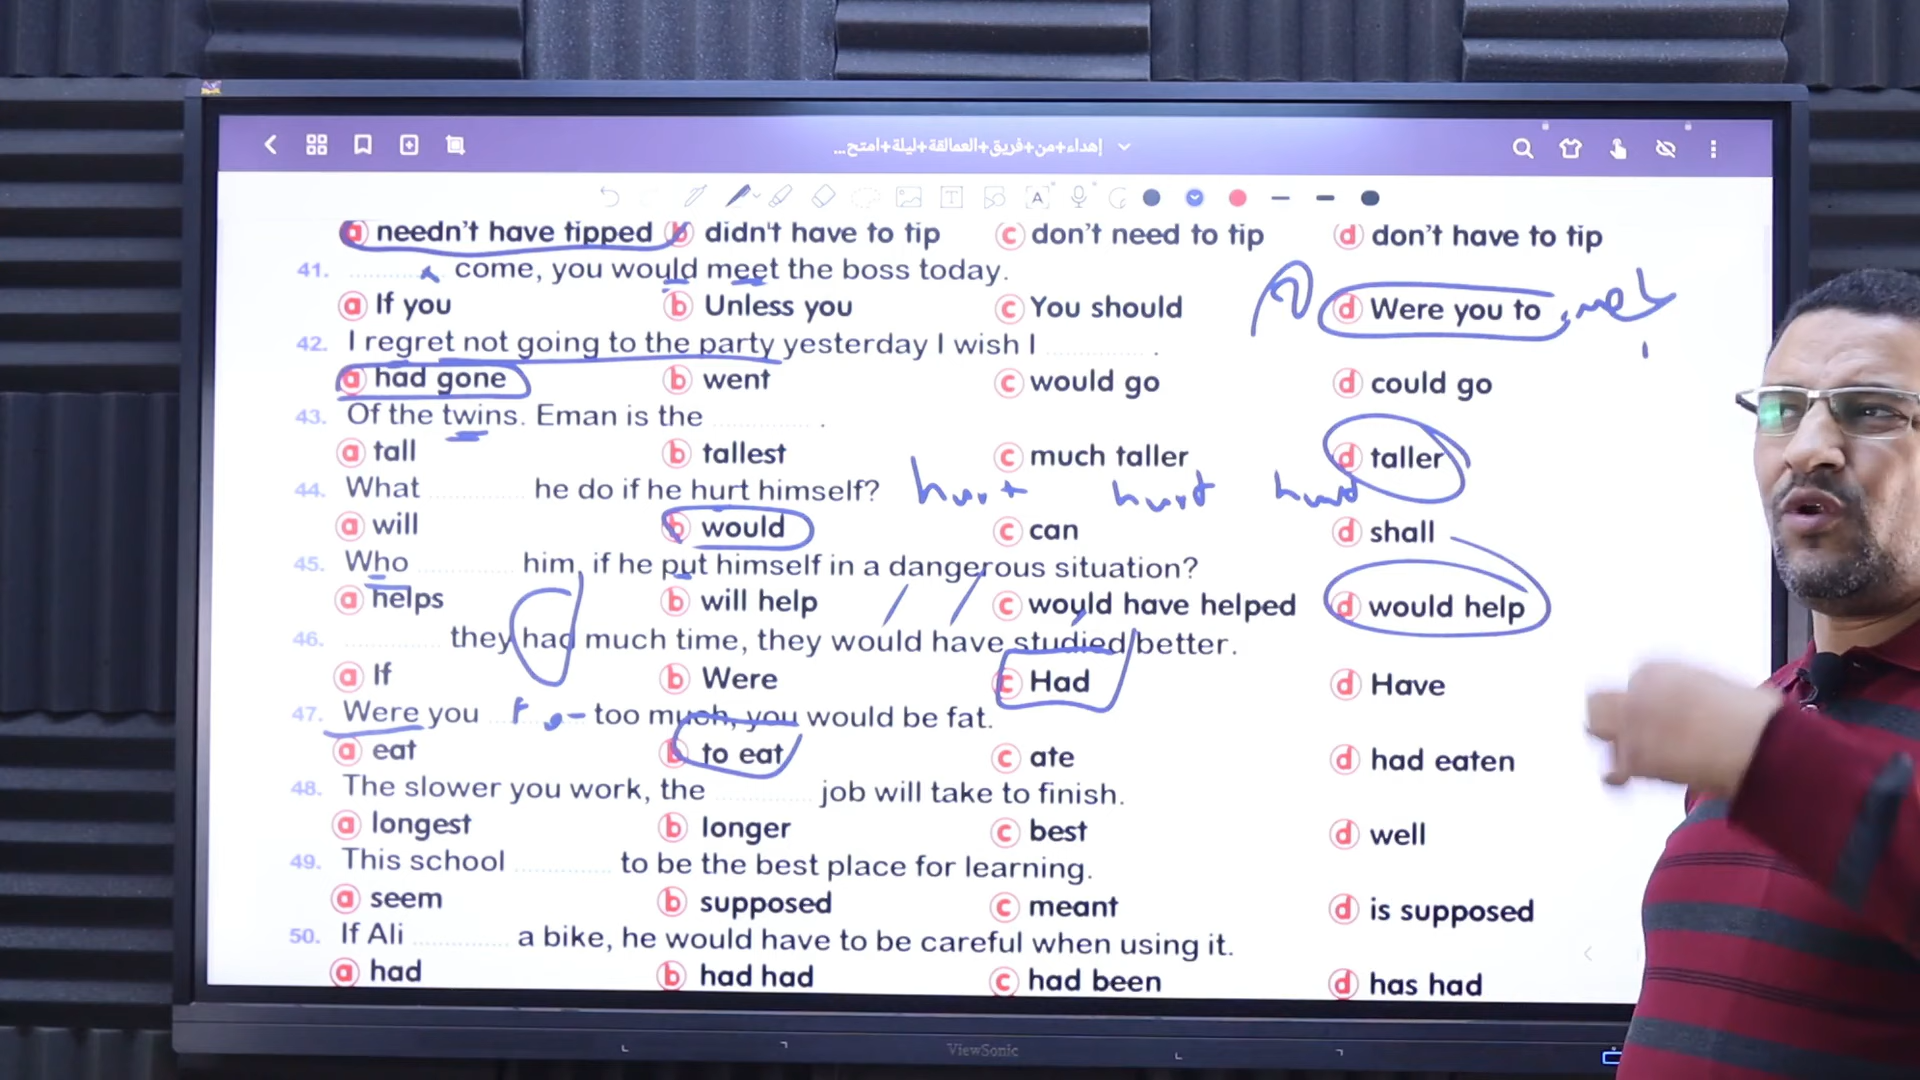 إهداء+من+فريق+العمالقة+ليلة+امتح...
a needn't have tipped b didn't have to tip c don't need to tip d don't have to tip
41. .......... come, you would meet the boss today.
a If you b Unless you c You should d Were you to
42. I regret not going to the party yesterday I wish I .......... .
a had gone b went c would go d could go
43. Of the twins. Eman is the .......... .
a tall b tallest c much taller d taller
44. What .......... he do if he hurt himself? hurt hurt hurt
a will b would c can d shall
45. Who .......... him, if he put himself in a dangerous situation?
a helps b will help c would have helped d would help
46. .......... they had much time, they would have studied better.
a If b Were c Had d Have
47. Were you .......... too much, you would be fat.
a eat b to eat c ate d had eaten
48. The slower you work, the .......... job will take to finish.
a longest b longer c best d well
49. This school .......... to be the best place for learning.
a seem b supposed c meant d is supposed
50. If Ali .......... a bike, he would have to be careful when using it.
a had b had had c had been d has had
ViewSonic